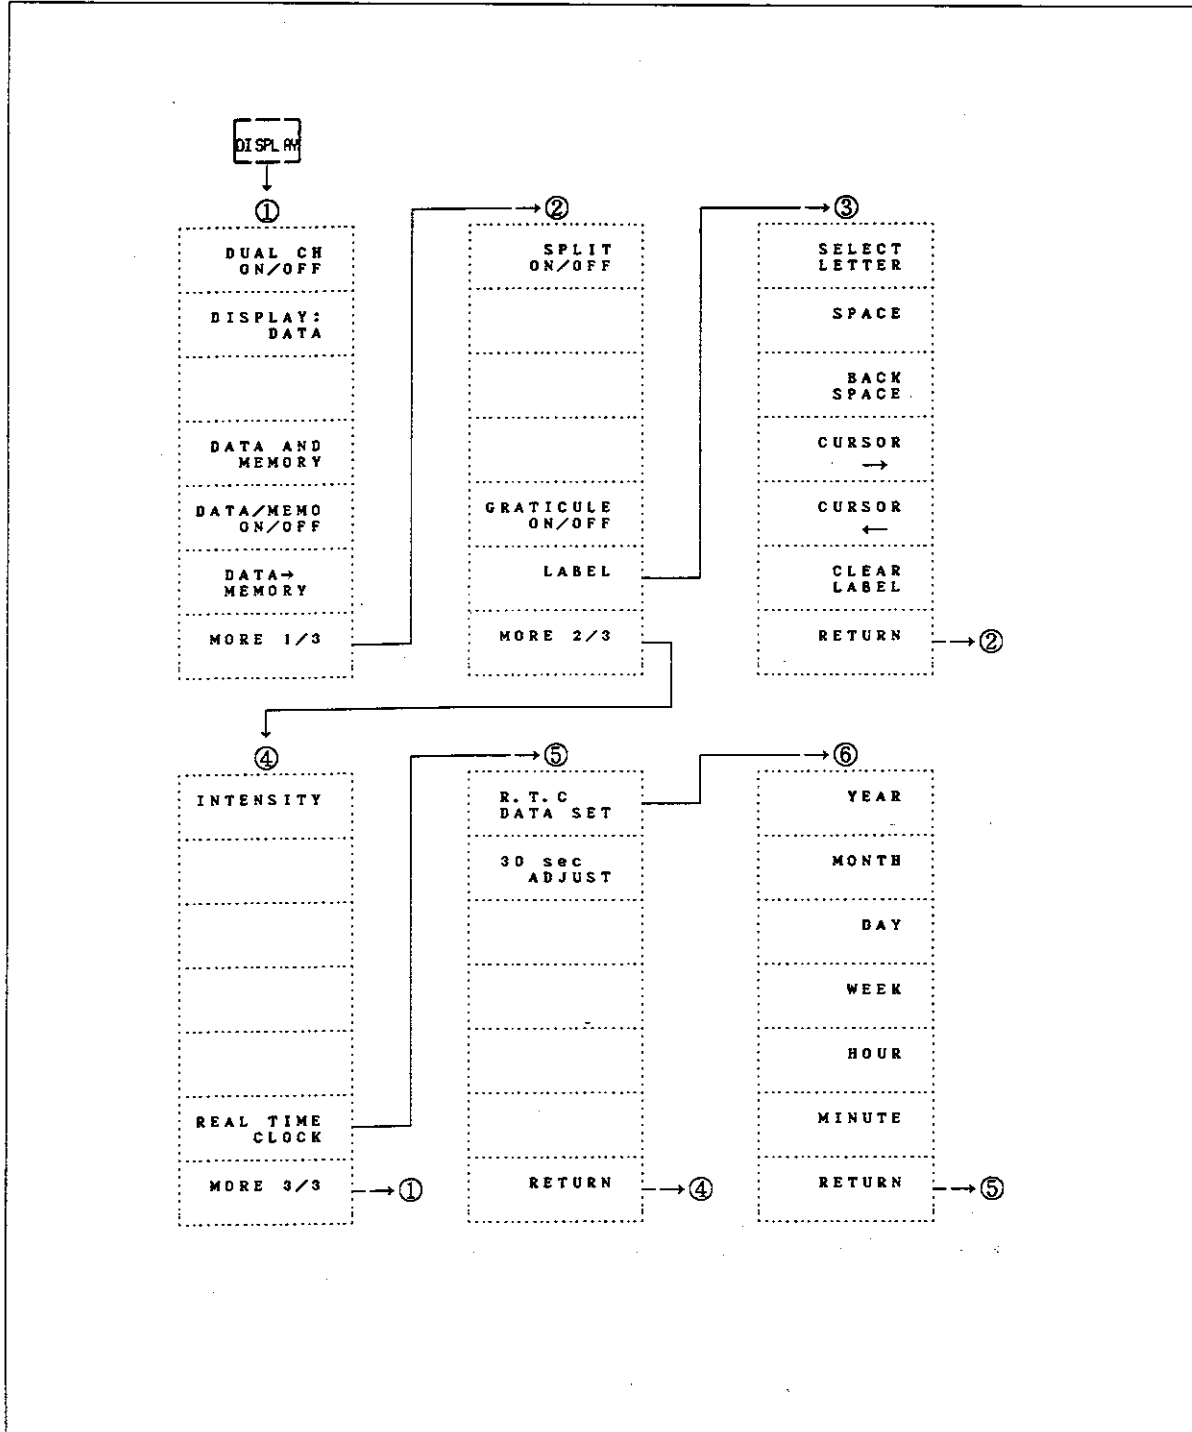 DISPLAY
①
DUAL CH
ON/OFF
DISPLAY:
DATA
DATA AND
MEMORY
DATA/MEMO
ON/OFF
DATA→
MEMORY
MORE 1/3
②
SPLIT
ON/OFF
GRATICULE
ON/OFF
LABEL
MORE 2/3
③
SELECT
LETTER
SPACE
BACK
SPACE
CURSOR
→
CURSOR
←
CLEAR
LABEL
RETURN
②
④
INTENSITY
REAL TIME
CLOCK
MORE 3/3
①
⑤
R.T.C
DATA SET
30 sec
ADJUST
RETURN
④
⑥
YEAR
MONTH
DAY
WEEK
HOUR
MINUTE
RETURN
⑤